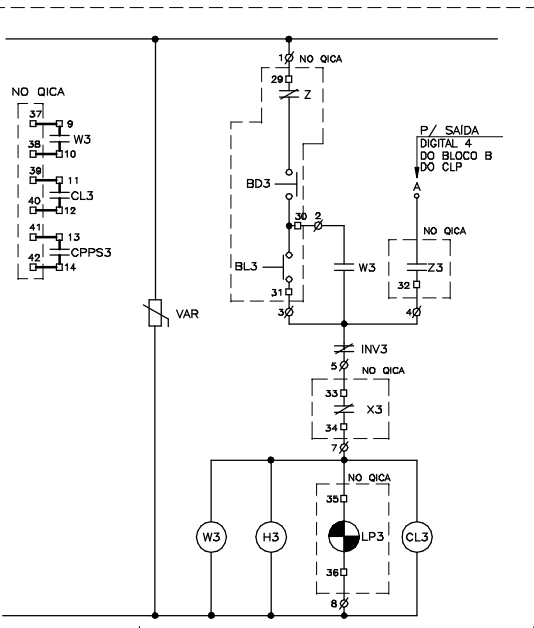 1 NO QICA
29
Z
NO QICA
37 9
W3
38 10
39 11
CL3
40 12
41 13
CPPS3
42 14
P/ SAÍDA
DIGITAL 4
DO BLOCO B
DO CLP
A
BD3
30 2
NO QICA
BL3
W3
Z3
31
32
3
4
VAR
INV3
5
NO QICA
33
X3
34
7
NO QICA
35
W3
H3
LP3
CL3
36
8